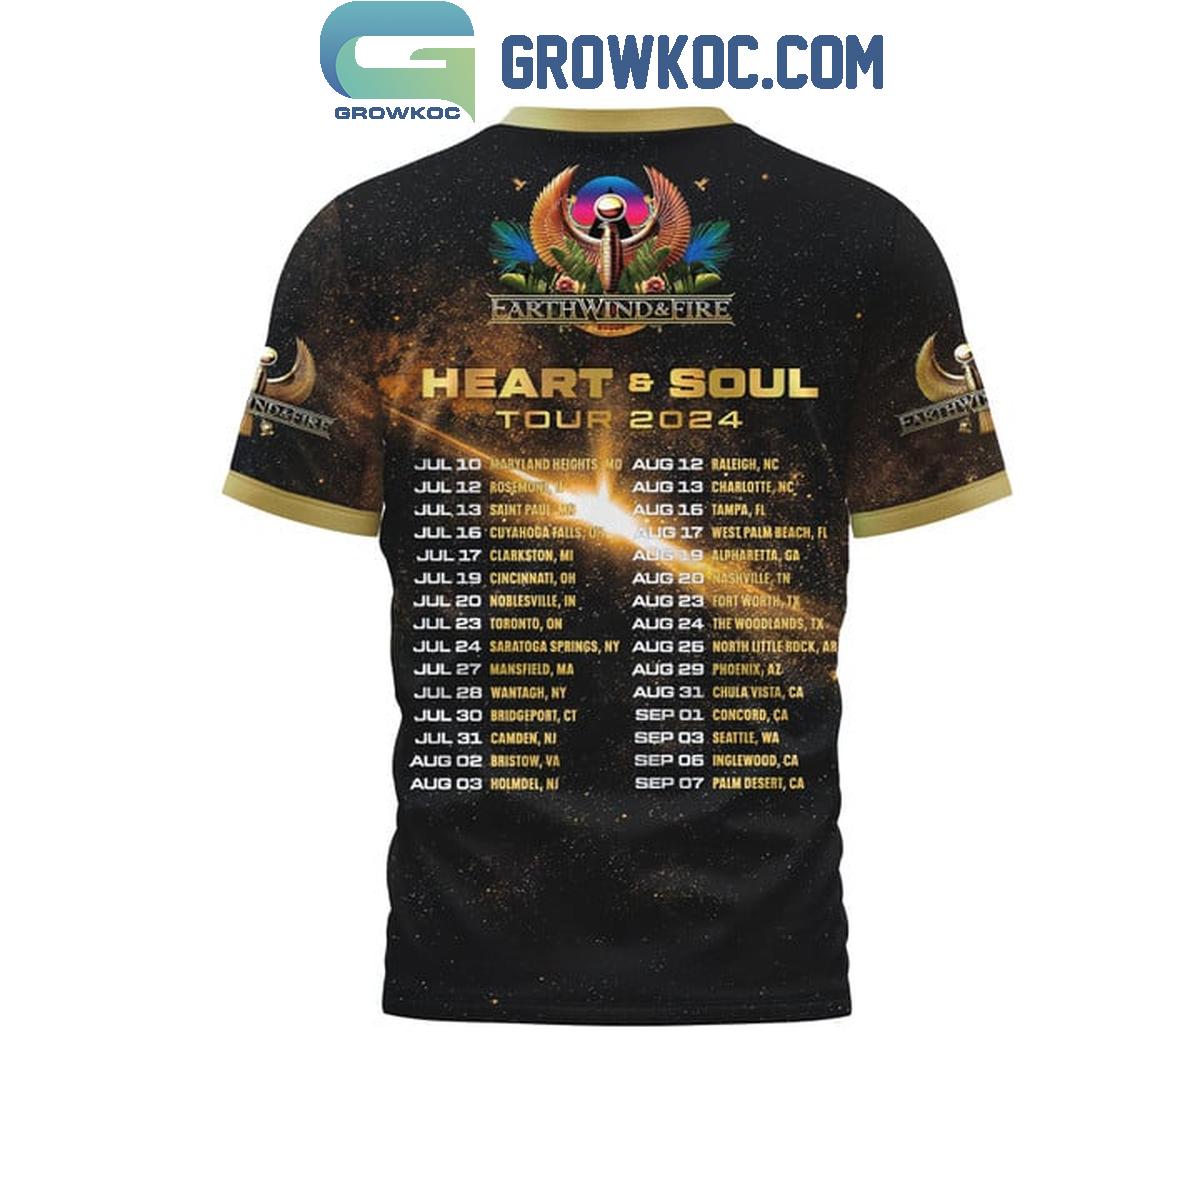 GROWKOC.COM
GROWKOC
EARTH WIND & FIRE
HEART & SOUL
TOUR 2024
JUL 10 MARYLAND HEIGHTS, MO
JUL 12 ROSEMONT,
JUL 13 SAINT PAUL, MN
JUL 16 CUYAHOGA FALLS, OH
JUL 17 CLARKSTON, MI
JUL 19 CINCINNATI, OH
JUL 20 NOBLESVILLE, IN
JUL 23 TORONTO, ON
JUL 24 SARATOGA SPRINGS, NY
JUL 27 MANSFIELD, MA
JUL 28 WANTAGH, NY
JUL 30 BRIDGEPORT, CT
JUL 31 CAMDEN, NJ
AUG 02 BRISTOW, VA
AUG 03 HOLMDEL, NJ
AUG 12 RALEIGH, NC
AUG 13 CHARLOTTE, NC
AUG 16 TAMPA, FL
AUG 17 WEST PALM BEACH, FL
AUG 19 ALPHARETTA, GA
AUG 20 NASHVILLE, TN
AUG 23 FORT WORTH, TX
AUG 24 THE WOODLANDS, TX
AUG 26 NORTH LITTLE ROCK, AR
AUG 29 PHOENIX, AZ
AUG 31 CHULA VISTA, CA
SEP 01 CONCORD, CA
SEP 03 SEATTLE, WA
SEP 06 INGLEWOOD, CA
SEP 07 PALM DESERT, CA
IND & FIRE
EARTH WIN